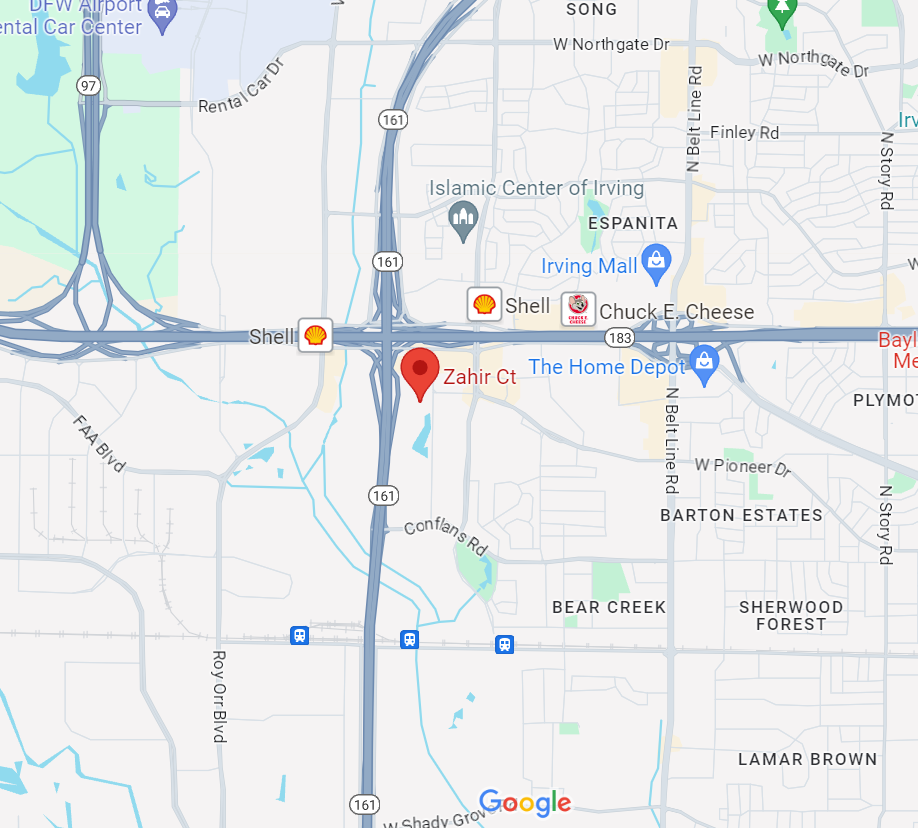 DFW Airport
ental Car Center
SONG
W Northgate Dr
W Northgate Dr
97
Rental Car Dr
161
N Belt Line Rd
Finley Rd
Irv
N Story Rd
Islamic Center of Irving
ESPANITA
161
Irving Mall
W
Shell
CHUCK E. CHEESE
Chuck E. Cheese
Shell
183
Bayl
Me
Zahir Ct
The Home Depot
PLYMOT
N Belt Line Rd
FAA Blvd
W Pioneer Dr
161
N Story Rd
BARTON ESTATES
Conflans Rd
BEAR CREEK
SHERWOOD
FOREST
Roy Orr Blvd
LAMAR BROWN
161
Google
W Shady Grove